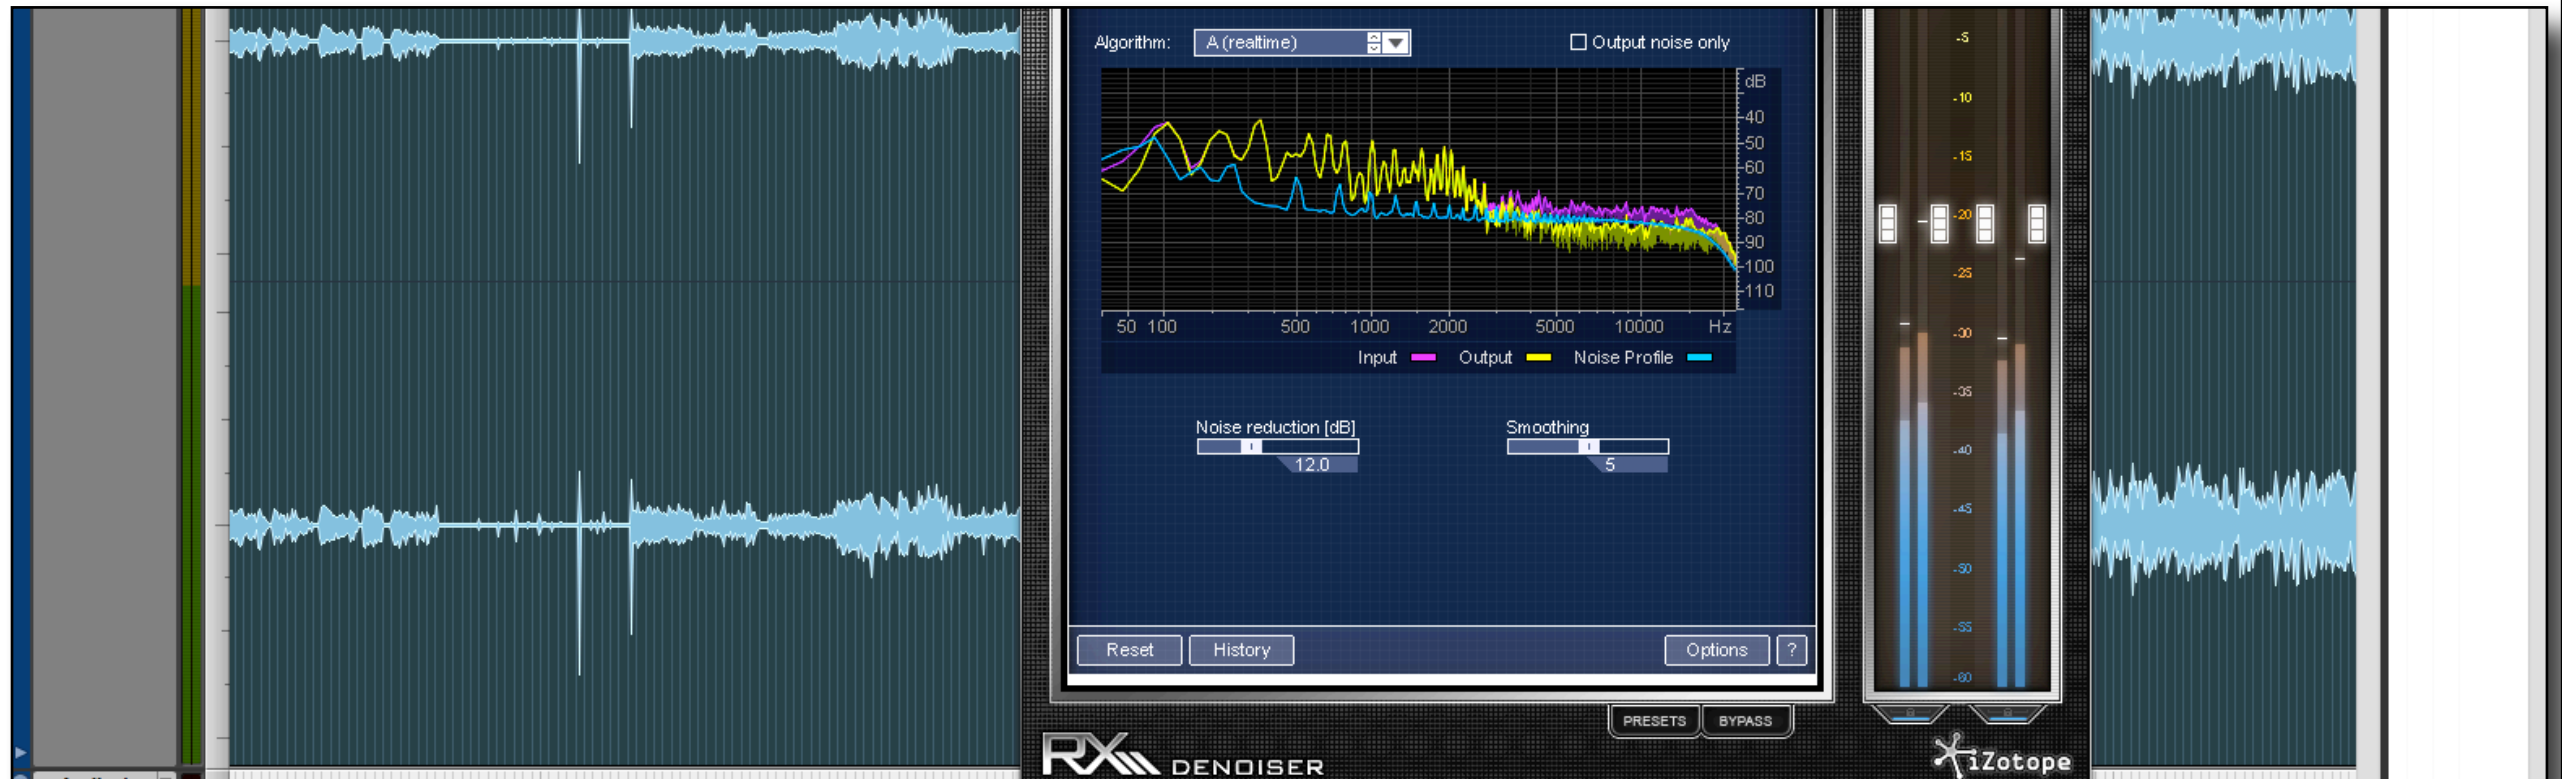 Algorithm: A (realtime) Output noise only
dB
-40
-50
-60
-70
-80
-90
-100
-110
50 100 500 1000 2000 5000 10000 Hz
Input Output Noise Profile
Noise reduction [dB] Smoothing
12.0 5
Reset History Options ?
PRESETS BYPASS
RX DENOISER
-5
-10
-15
-20
-25
-30
-35
-40
-45
-50
-55
-60
iZotope